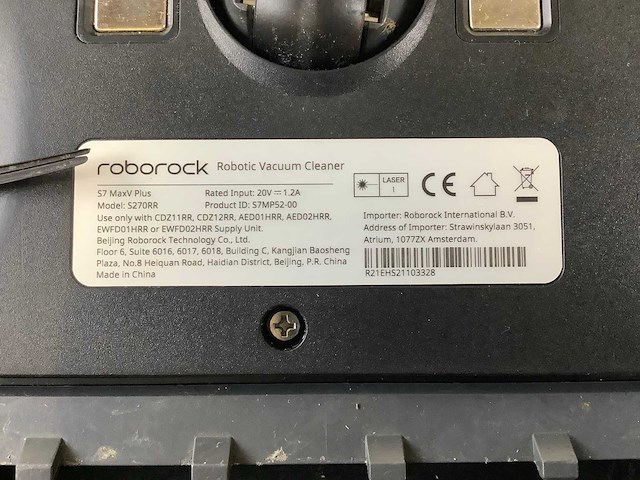 roborock Robotic Vacuum Cleaner
S7 MaxV Plus Rated Input: 20V⎓1.2A
Model: S270RR Product ID: S7MP52-00
Use only with CDZ11RR, CDZ12RR, AED01HRR, AED02HRR,
EWFD01HRR or EWFD02HRR Supply Unit.
Beijing Roborock Technology Co., Ltd.
Floor 6, Suite 6016, 6017, 6018, Building C, Kangjian Baosheng
Plaza, No.8 Heiquan Road, Haidian District, Beijing, P.R. China
Made in China
LASER
1
CE
Importer: Roborock International B.V.
Address of Importer: Strawinskylaan 3051,
Atrium, 1077ZX Amsterdam.
R21EHS21103328